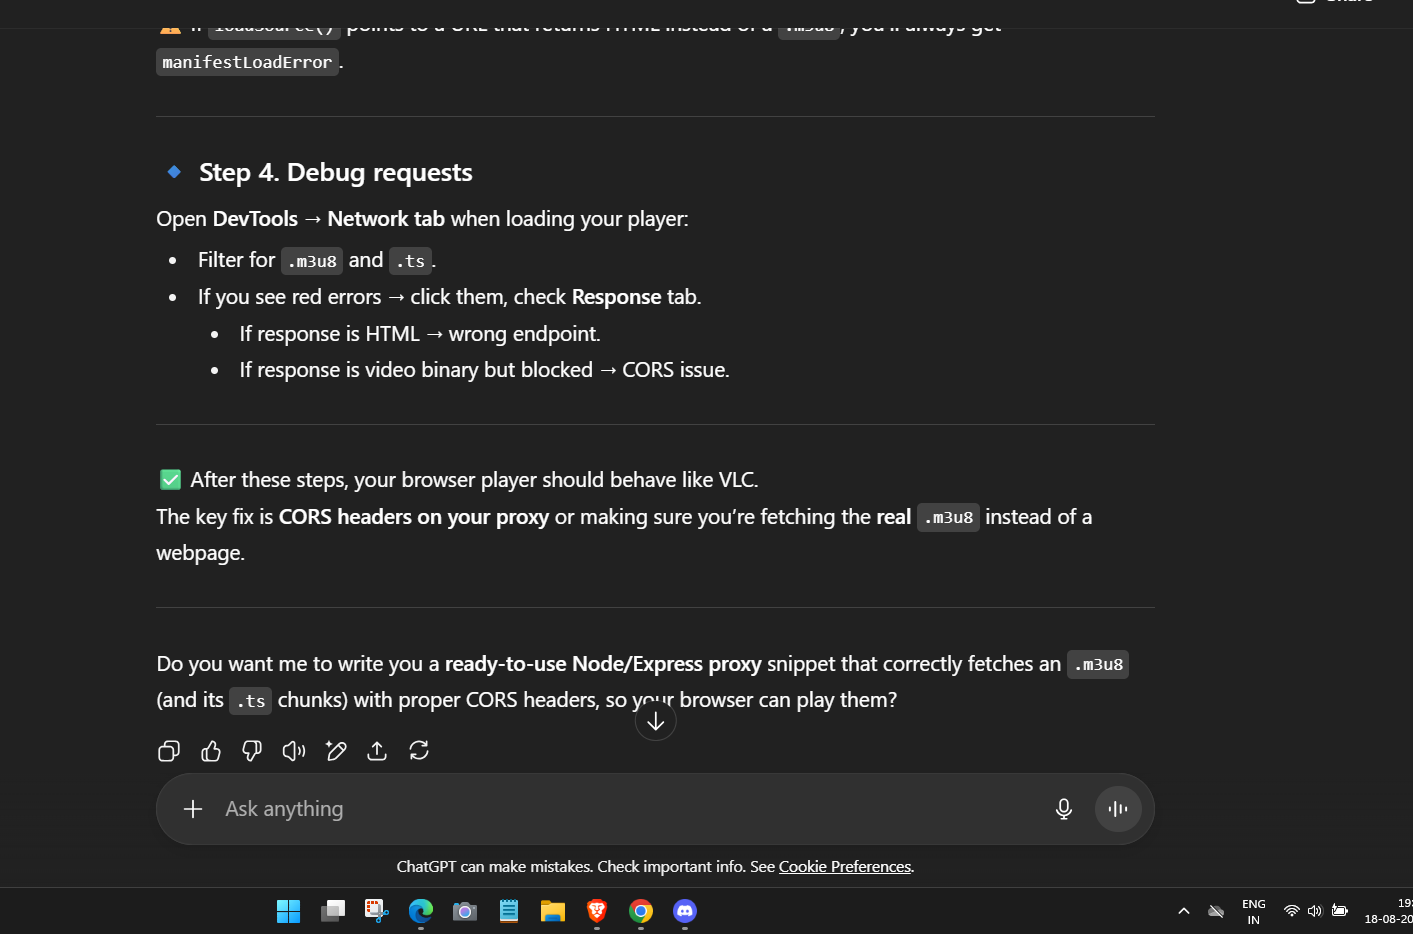 Share
If loadSource() points to a URL that returns HTML instead of a .m3u8, you'll always get
manifestLoadError.
Step 4. Debug requests
Open DevTools → Network tab when loading your player:
• Filter for .m3u8 and .ts.
• If you see red errors → click them, check Response tab.
• If response is HTML → wrong endpoint.
• If response is video binary but blocked → CORS issue.
✅ After these steps, your browser player should behave like VLC.
The key fix is CORS headers on your proxy or making sure you’re fetching the real .m3u8 instead of a
webpage.
Do you want me to write you a ready-to-use Node/Express proxy snippet that correctly fetches an .m3u8
(and its .ts chunks) with proper CORS headers, so your browser can play them?
Ask anything
ChatGPT can make mistakes. Check important info. See Cookie Preferences.
ENG
IN
19:
18-08-20